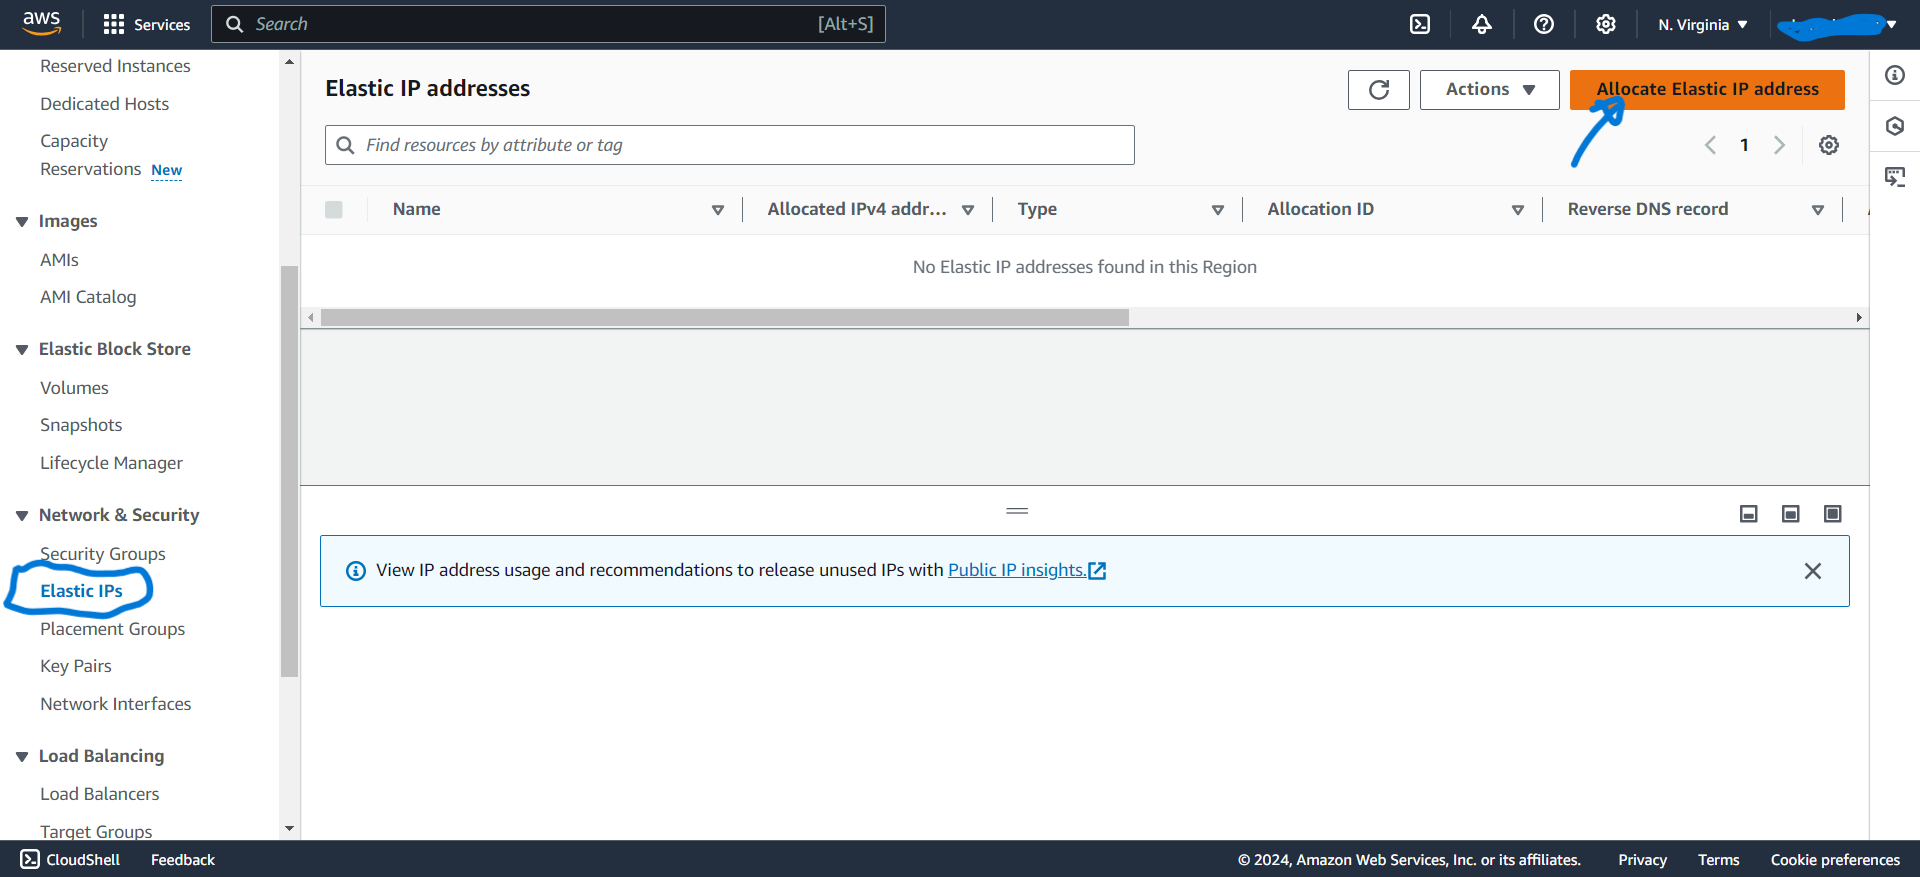 aws
Services
Search
[Alt+S]
N. Virginia
Reserved Instances
Dedicated Hosts
Capacity
Reservations New
Images
AMIs
AMI Catalog
Elastic Block Store
Volumes
Snapshots
Lifecycle Manager
Network & Security
Security Groups
Elastic IPs
Placement Groups
Key Pairs
Network Interfaces
Load Balancing
Load Balancers
Target Groups
Elastic IP addresses
Actions
Allocate Elastic IP address
Find resources by attribute or tag
1
Name
Allocated IPv4 addr...
Type
Allocation ID
Reverse DNS record
No Elastic IP addresses found in this Region
View IP address usage and recommendations to release unused IPs with Public IP insights.
CloudShell
Feedback
© 2024, Amazon Web Services, Inc. or its affiliates.
Privacy
Terms
Cookie preferences